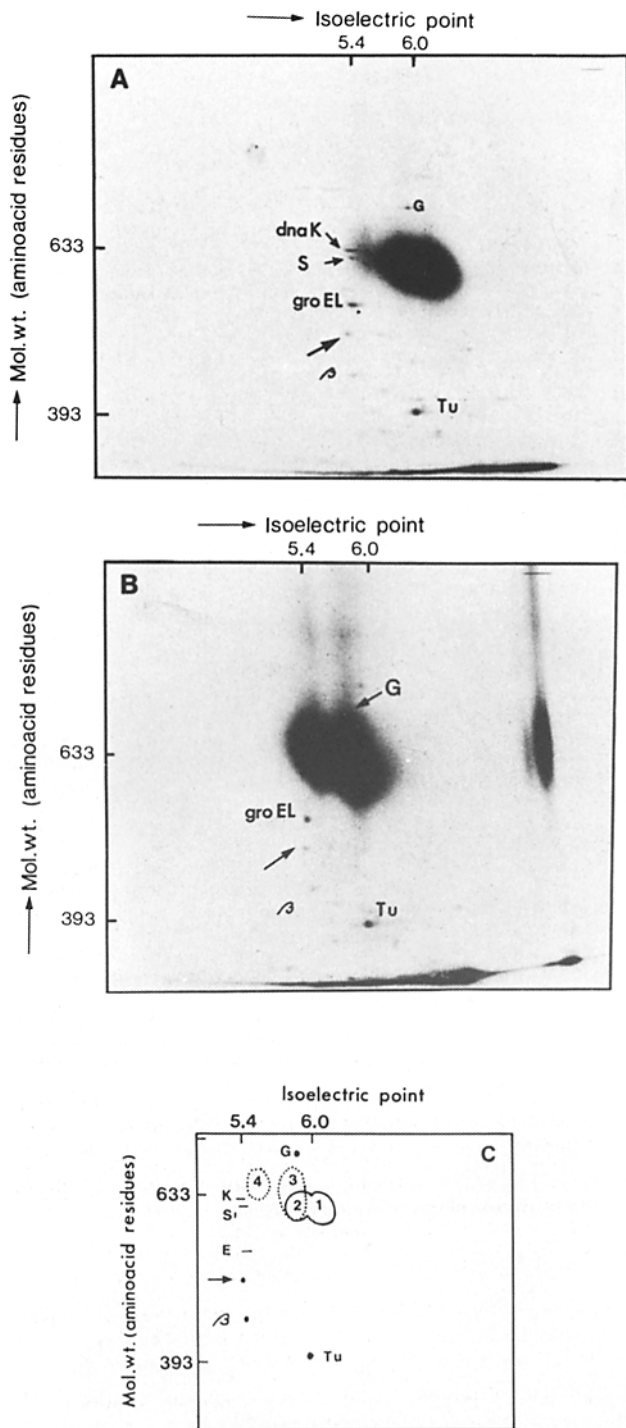 → Isoelectric point
5.4 6.0
A
G
dnaK
633
S
gro EL
β
Tu
393
→ Mol.wt. (aminoacid residues)
→ Isoelectric point
5.4 6.0
B
G
633
gro EL
β
Tu
393
→ Mol.wt. (aminoacid residues)
Isoelectric point
5.4 6.0
G
C
4 3
633
K
S'
2 1
E
β
Tu
393
Mol.wt. (aminoacid residues)